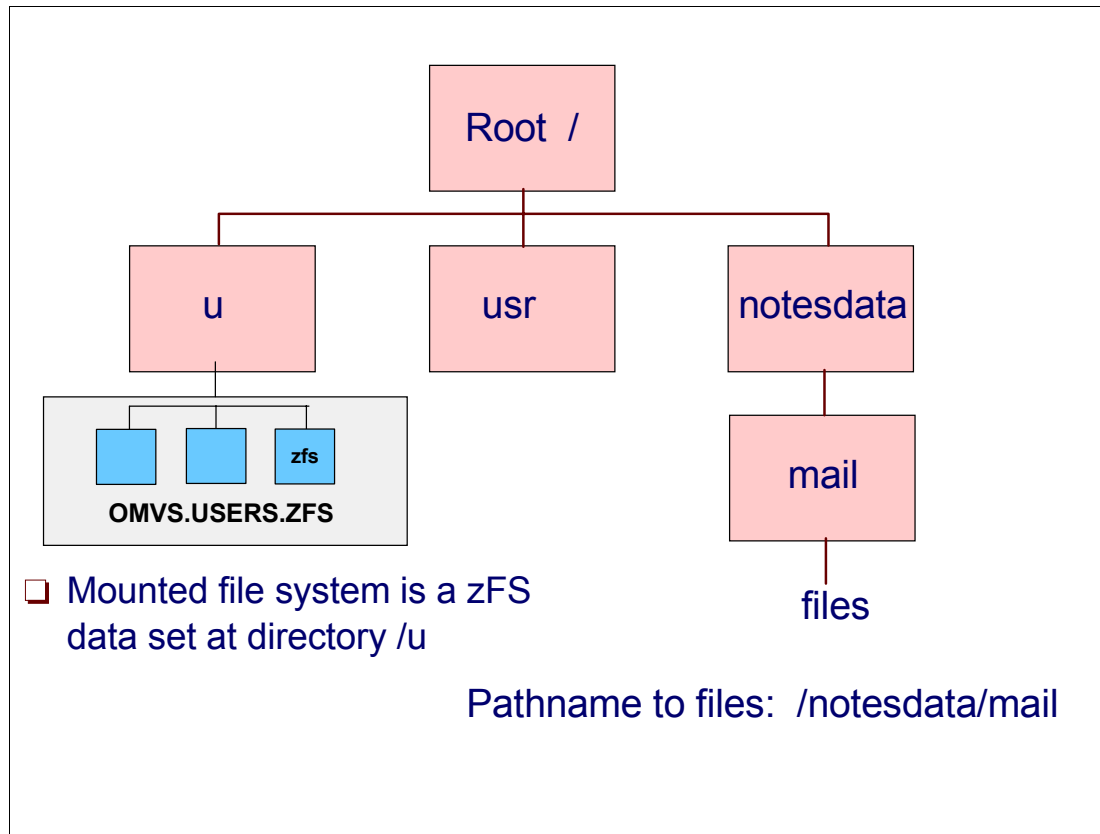 Root /
u
usr
notesdata
zfs
OMVS.USERS.ZFS
mail
Mounted file system is a zFS
data set at directory /u
files
Pathname to files: /notesdata/mail